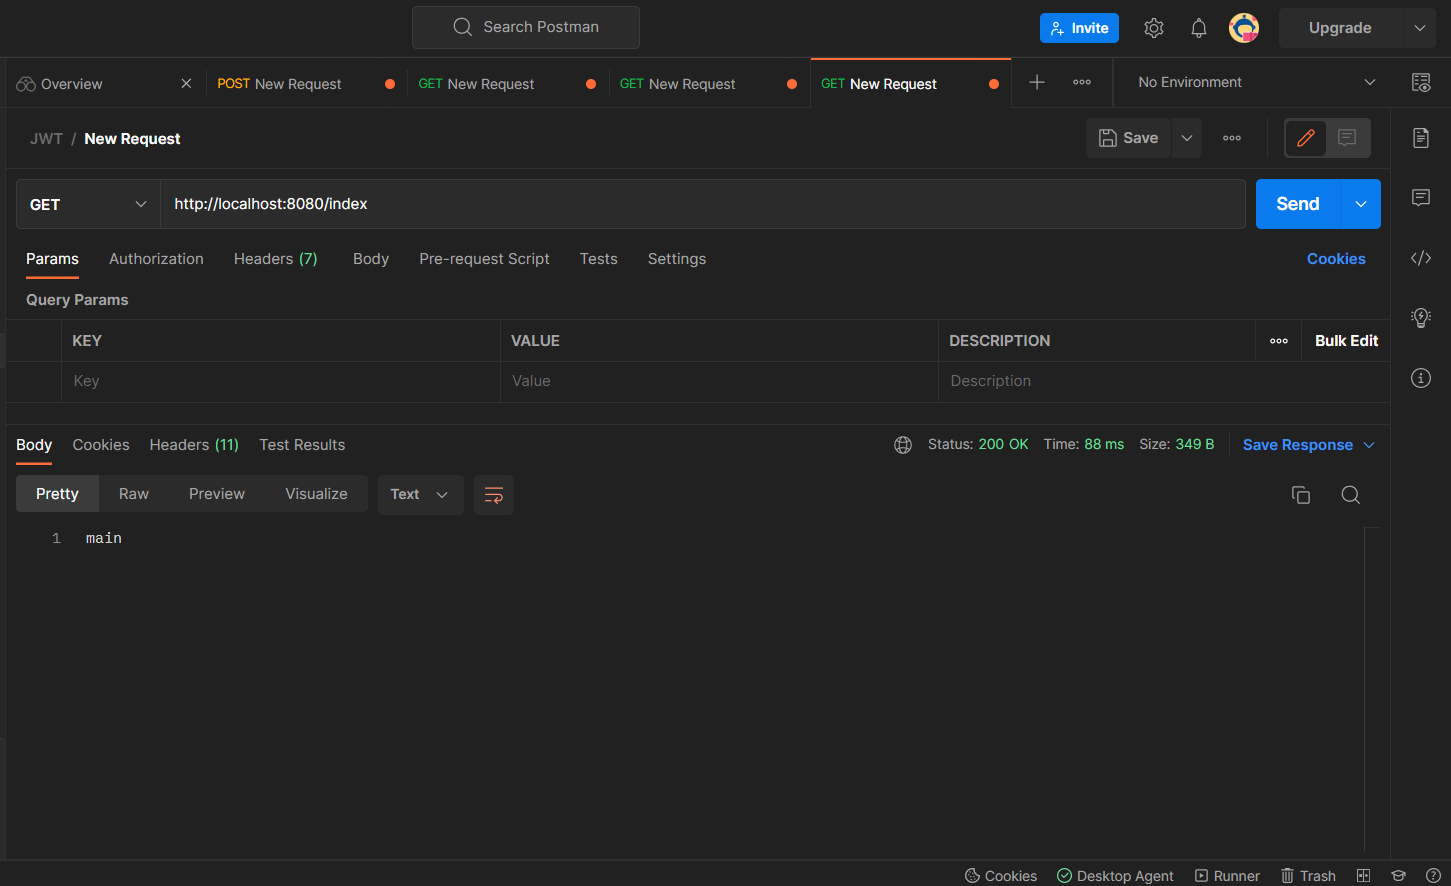 Search Postman
Invite
Upgrade
Overview
POST New Request
GET New Request
GET New Request
GET New Request
No Environment
JWT / New Request
Save
GET
http://localhost:8080/index
Send
Params
Authorization
Headers (7)
Body
Pre-request Script
Tests
Settings
Cookies
Query Params
KEY
VALUE
DESCRIPTION
Bulk Edit
Key
Value
Description
Body
Cookies
Headers (11)
Test Results
Status: 200 OK
Time: 88 ms
Size: 349 B
Save Response
Pretty
Raw
Preview
Visualize
Text
1 main
Cookies
Desktop Agent
Runner
Trash